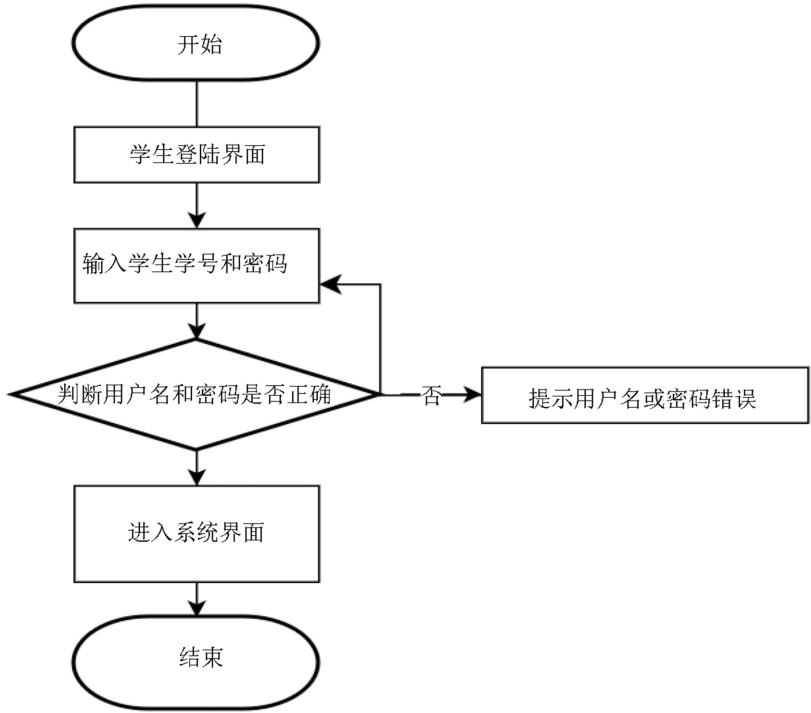 开始
学生登陆界面
输入学生学号和密码
判断用户名和密码是否正确
否
提示用户名或密码错误
进入系统界面
结束